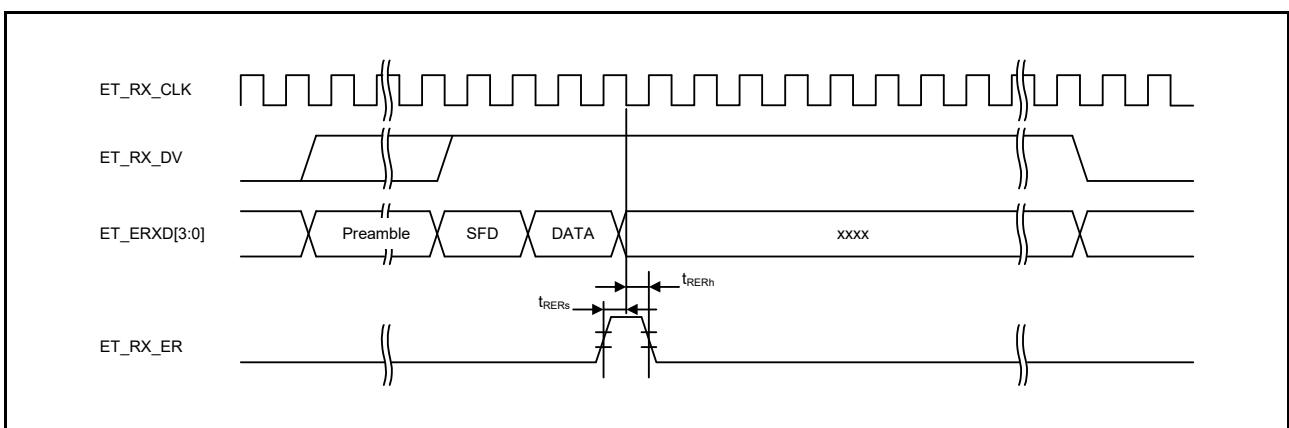 ET_RX_CLK
ET_RX_DV
ET_ERXD[3:0] Preamble SFD DATA xxxx
tRERh
tRERs
ET_RX_ER